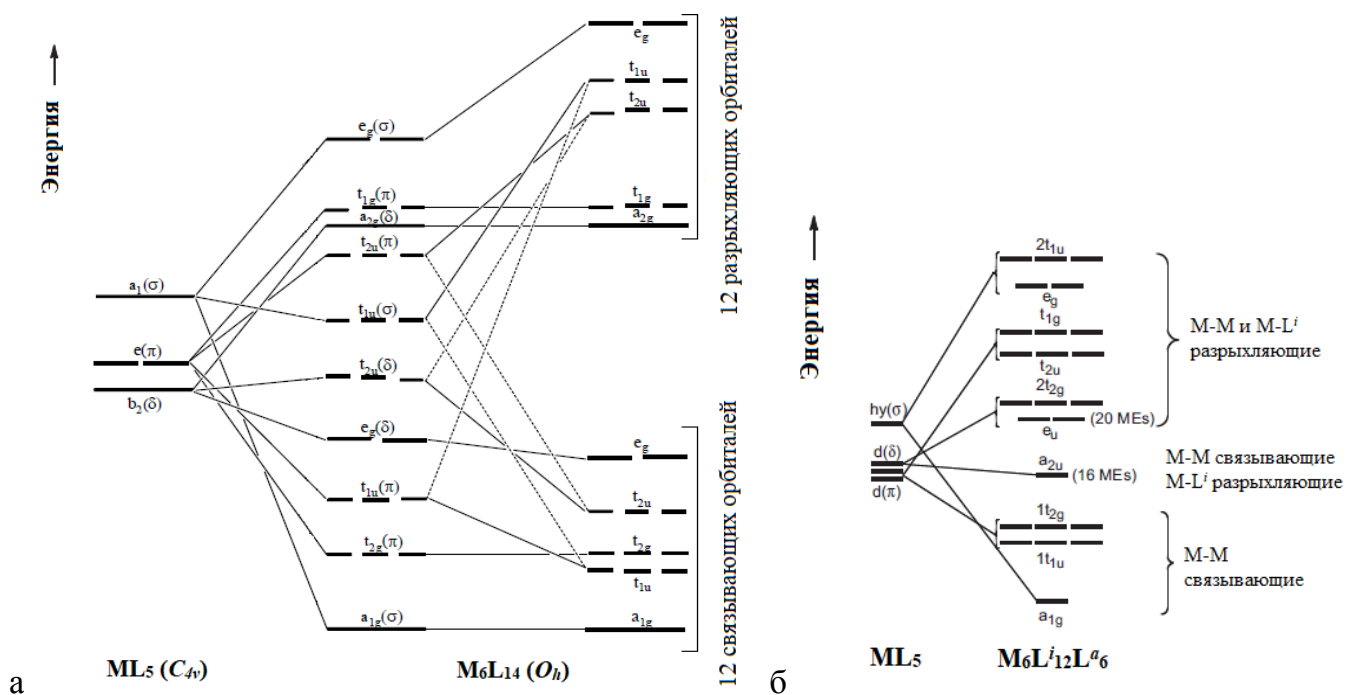 Энергия
e_g
t_1u
t_2u
e_g(σ)
t_1g(π)
t_1g
a_2g(δ)
a_2g
t_2u(π)
a_1(σ)
t_1u(σ)
e(π)
t_2u(δ)
b_2(δ)
e_g(δ)
e_g
t_1u(π)
t_2u
t_2g(π)
t_2g
t_1u
a_1g(σ)
a_1g
12 разрыхляющих орбиталей
12 связывающих орбиталей
ML_5 (C_4v)
M_6L_14 (O_h)
а
Энергия
2t_1u
e_g
t_1g
t_2u
2t_2g
e_u
(20 MEs)
hy(σ)
d(δ)
d(π)
a_2u
(16 MEs)
1t_2g
1t_1u
a_1g
M-M и M-L^i
разрыхляющие
M-M связывающие
M-L^i разрыхляющие
M-M
связывающие
ML_5
M_6L^i_12L^a_6
б